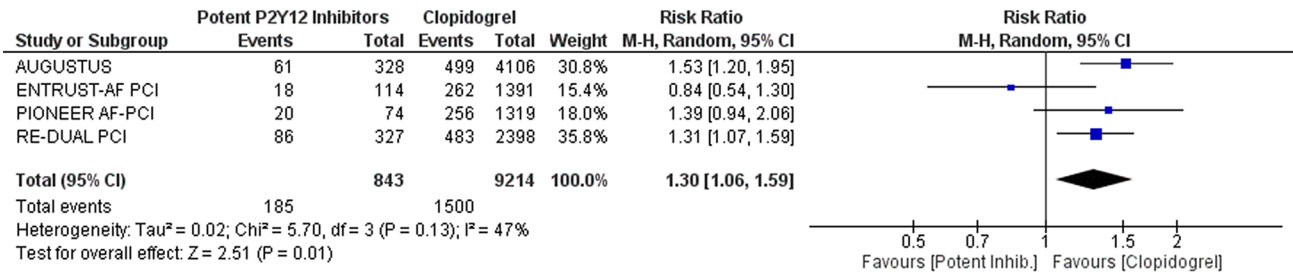 Potent P2Y12 Inhibitors Clopidogrel Risk Ratio Risk Ratio
Study or Subgroup Events Total Events Total Weight M-H, Random, 95% CI M-H, Random, 95% CI
AUGUSTUS 61 328 499 4106 30.8% 1.53 [1.20, 1.95]
ENTRUST-AF PCI 18 114 262 1391 15.4% 0.84 [0.54, 1.30]
PIONEER AF-PCI 20 74 256 1319 18.0% 1.39 [0.94, 2.06]
RE-DUAL PCI 86 327 483 2398 35.8% 1.31 [1.07, 1.59]
Total (95% CI) 843 9214 100.0% 1.30 [1.06, 1.59]
Total events 185 1500
Heterogeneity: Tau² = 0.02; Chi² = 5.70, df = 3 (P = 0.13); I² = 47%
Test for overall effect: Z = 2.51 (P = 0.01)
0.5 0.7 1 1.5 2
Favours [Potent Inhib.] Favours [Clopidogrel]